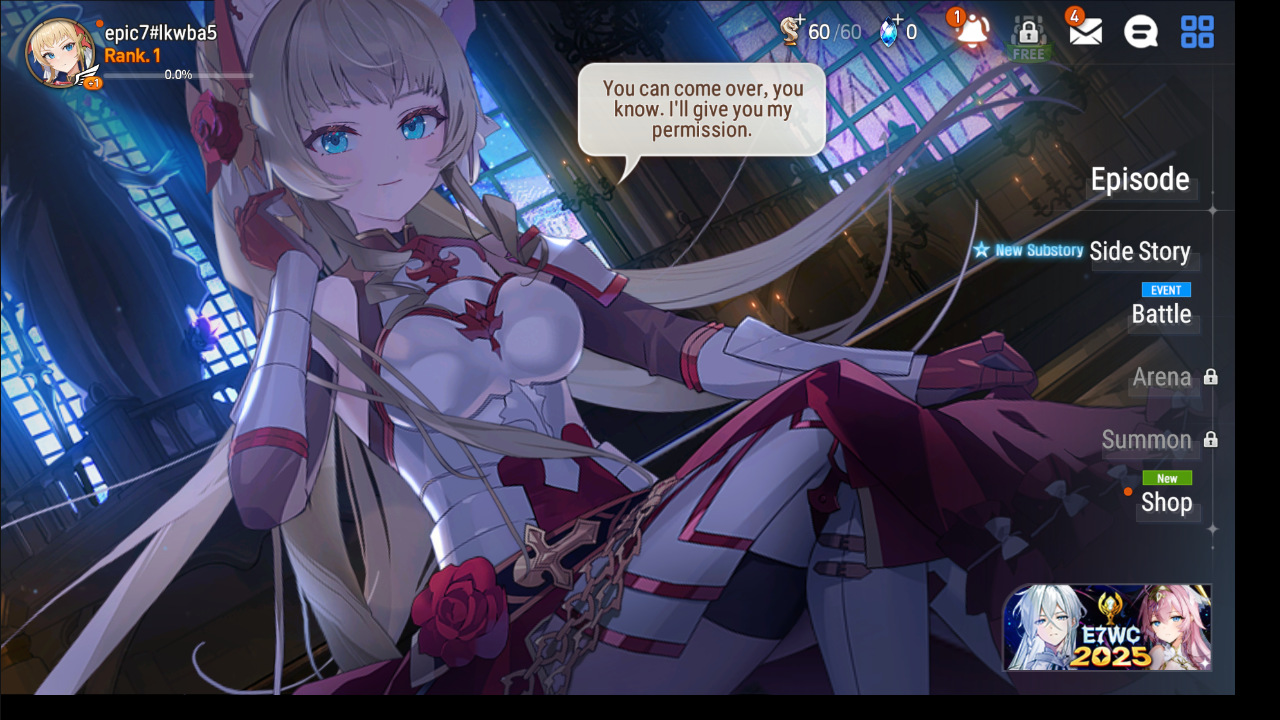 epic7#lkwba5
Rank. 1
0.0%
+1
60 /60
0
1
FREE
4
You can come over, you
know. I'll give you my
permission.
Episode
New Substory Side Story
EVENT
Battle
Arena
Summon
New
Shop
E7WC
2025